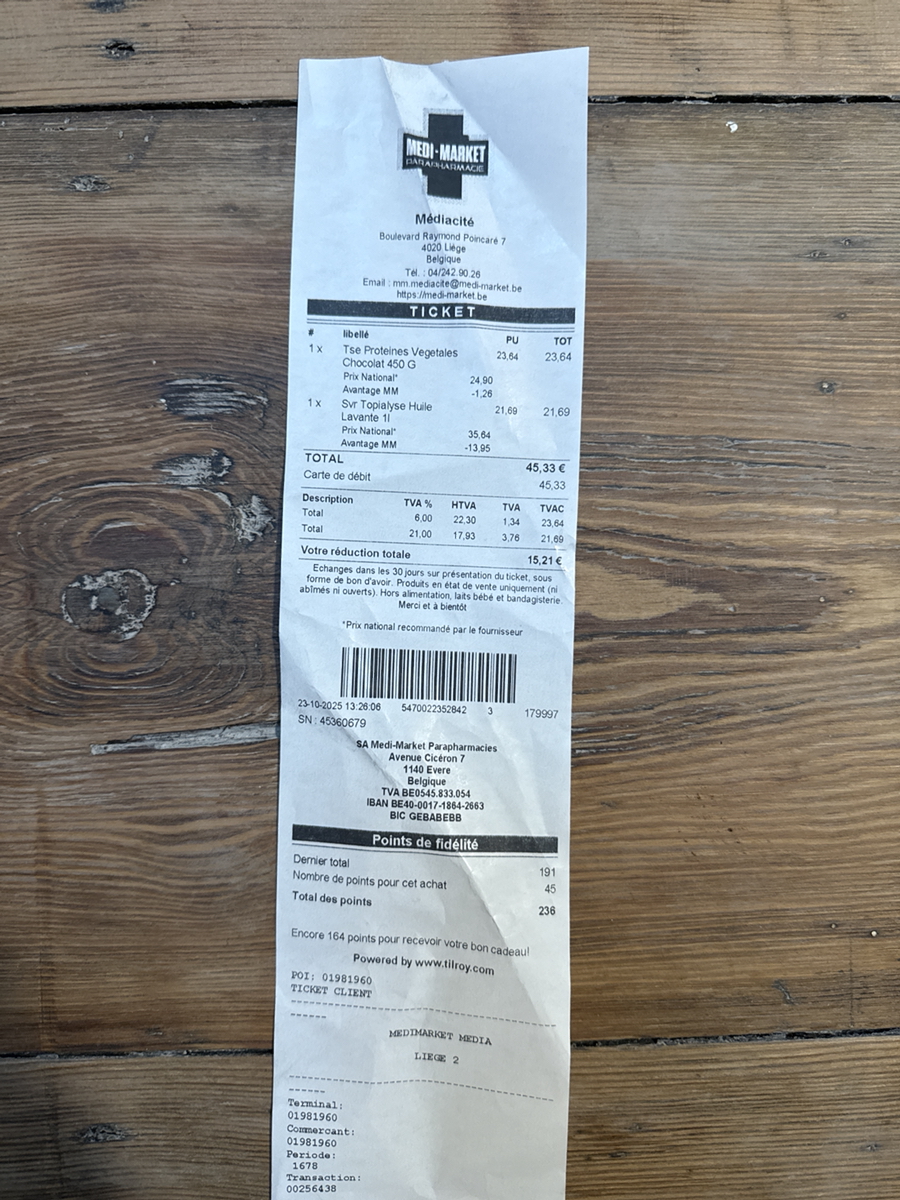 MEDI-MARKET
PARAPHARMACIE
Médiacité
Boulevard Raymond Poincaré 7
4020 Liège
Belgique
Tél. : 04/242.90.26
Email : mm.mediacite@medi-market.be
https://medi-market.be
TICKET
# libellé PU TOT
1 x Tse Proteines Vegetales 23,64 23,64
Chocolat 450 G
Prix National* 24,90
Avantage MM -1,26
1 x Svr Topialyse Huile 21,69 21,69
Lavante 1l
Prix National* 35,64
Avantage MM -13,95
TOTAL 45,33 €
Carte de débit 45,33
Description TVA % HTVA TVA TVAC
Total 6,00 22,30 1,34 23,64
Total 21,00 17,93 3,76 21,69
Votre réduction totale 15,21 €
Echanges dans les 30 jours sur présentation du ticket, sous
forme de bon d'avoir. Produits en état de vente uniquement (ni
abîmés ni ouverts). Hors alimentation, laits bébé et bandagisterie.
Merci et à bientôt
*Prix national recommandé par le fournisseur
23-10-2025 13:26:06 5470022352842 3 179997
SN : 45360679
SA Medi-Market Parapharmacies
Avenue Cicéron 7
1140 Evere
Belgique
TVA BE0545.833.054
IBAN BE40-0017-1864-2663
BIC GEBABEBB
Points de fidélité
Dernier total 191
Nombre de points pour cet achat 45
Total des points 236
Encore 164 points pour recevoir votre bon cadeau!
Powered by www.tilroy.com
POI: 01981960
TICKET CLIENT
MEDIMARKET MEDIA
LIEGE 2
Terminal:
01981960
Commercant:
01981960
Periode:
1678
Transaction:
00256438